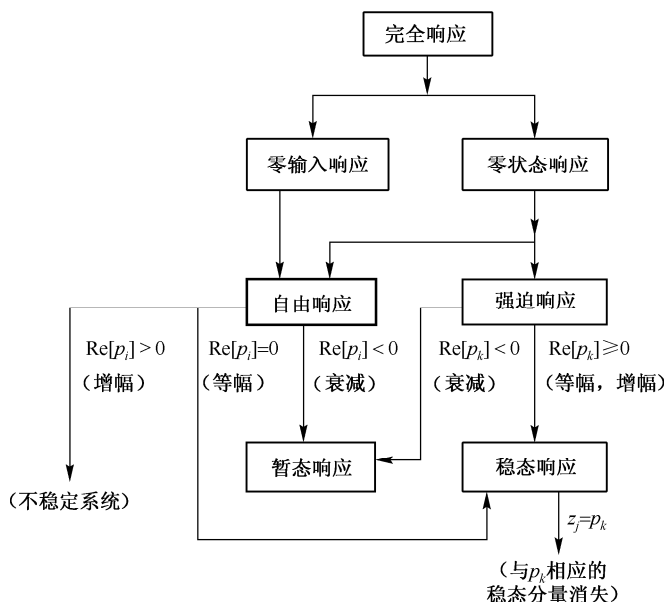 完全响应
零输入响应
零状态响应
自由响应
强迫响应
Re[pᵢ]>0
Re[pᵢ]=0
Re[pᵢ]<0
Re[pₖ]<0
Re[pₖ]≥0
（增幅）
（等幅）
（衰减）
（衰减）
（等幅，增幅）
暂态响应
稳态响应
（不稳定系统）
zⱼ=pₖ
（与pₖ相应的
稳态分量消失）